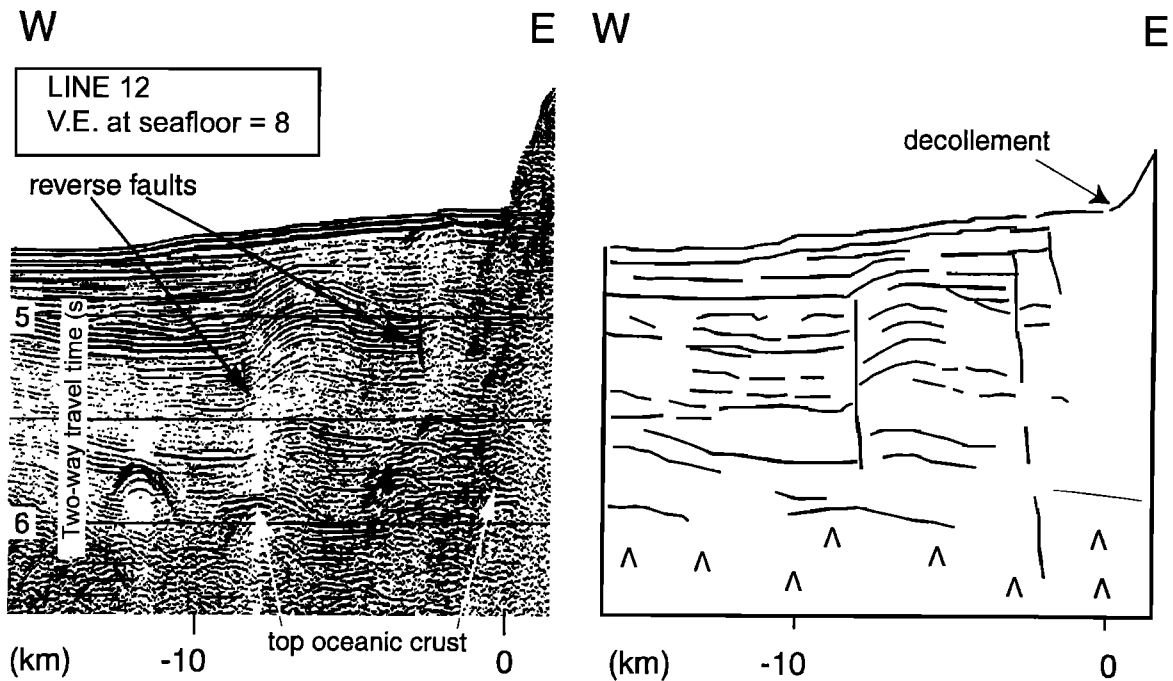 W
E
LINE 12
V.E. at seafloor = 8
reverse faults
5
Two-way travel time (s
6
top oceanic crust
(km)
-10
0
W
E
decollement
(km)
-10
0